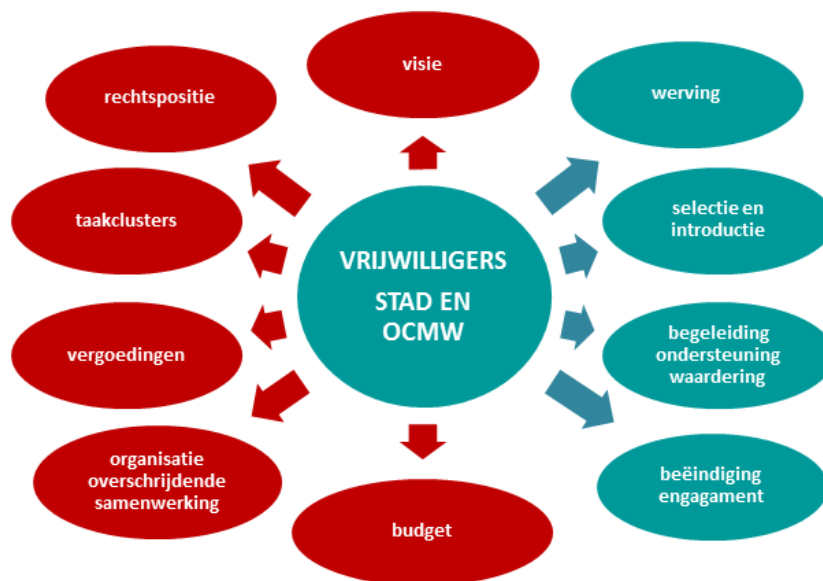 visie
rechtspositie
werving
taakclusters
selectie en
introductie
VRIJWILLIGERS
STAD EN
OCMW
vergoedingen
begeleiding
ondersteuning
waardering
organisatie
overschrijdende
samenwerking
beëindiging
engagament
budget